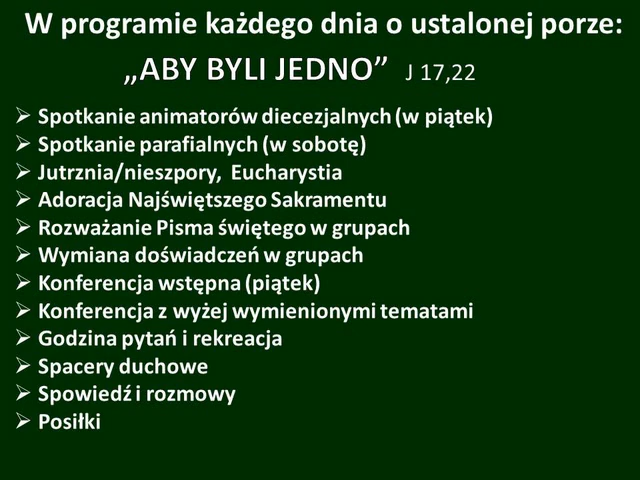 W programie każdego dnia o ustalonej porze:
„ABY BYLI JEDNO” J 17,22
➢ Spotkanie animatorów diecezjalnych (w piątek)
➢ Spotkanie parafialnych (w sobotę)
➢ Jutrznia/nieszpory, Eucharystia
➢ Adoracja Najświętszego Sakramentu
➢ Rozważanie Pisma świętego w grupach
➢ Wymiana doświadczeń w grupach
➢ Konferencja wstępna (piątek)
➢ Konferencja z wyżej wymienionymi tematami
➢ Godzina pytań i rekreacja
➢ Spacery duchowe
➢ Spowiedź i rozmowy
➢ Posiłki